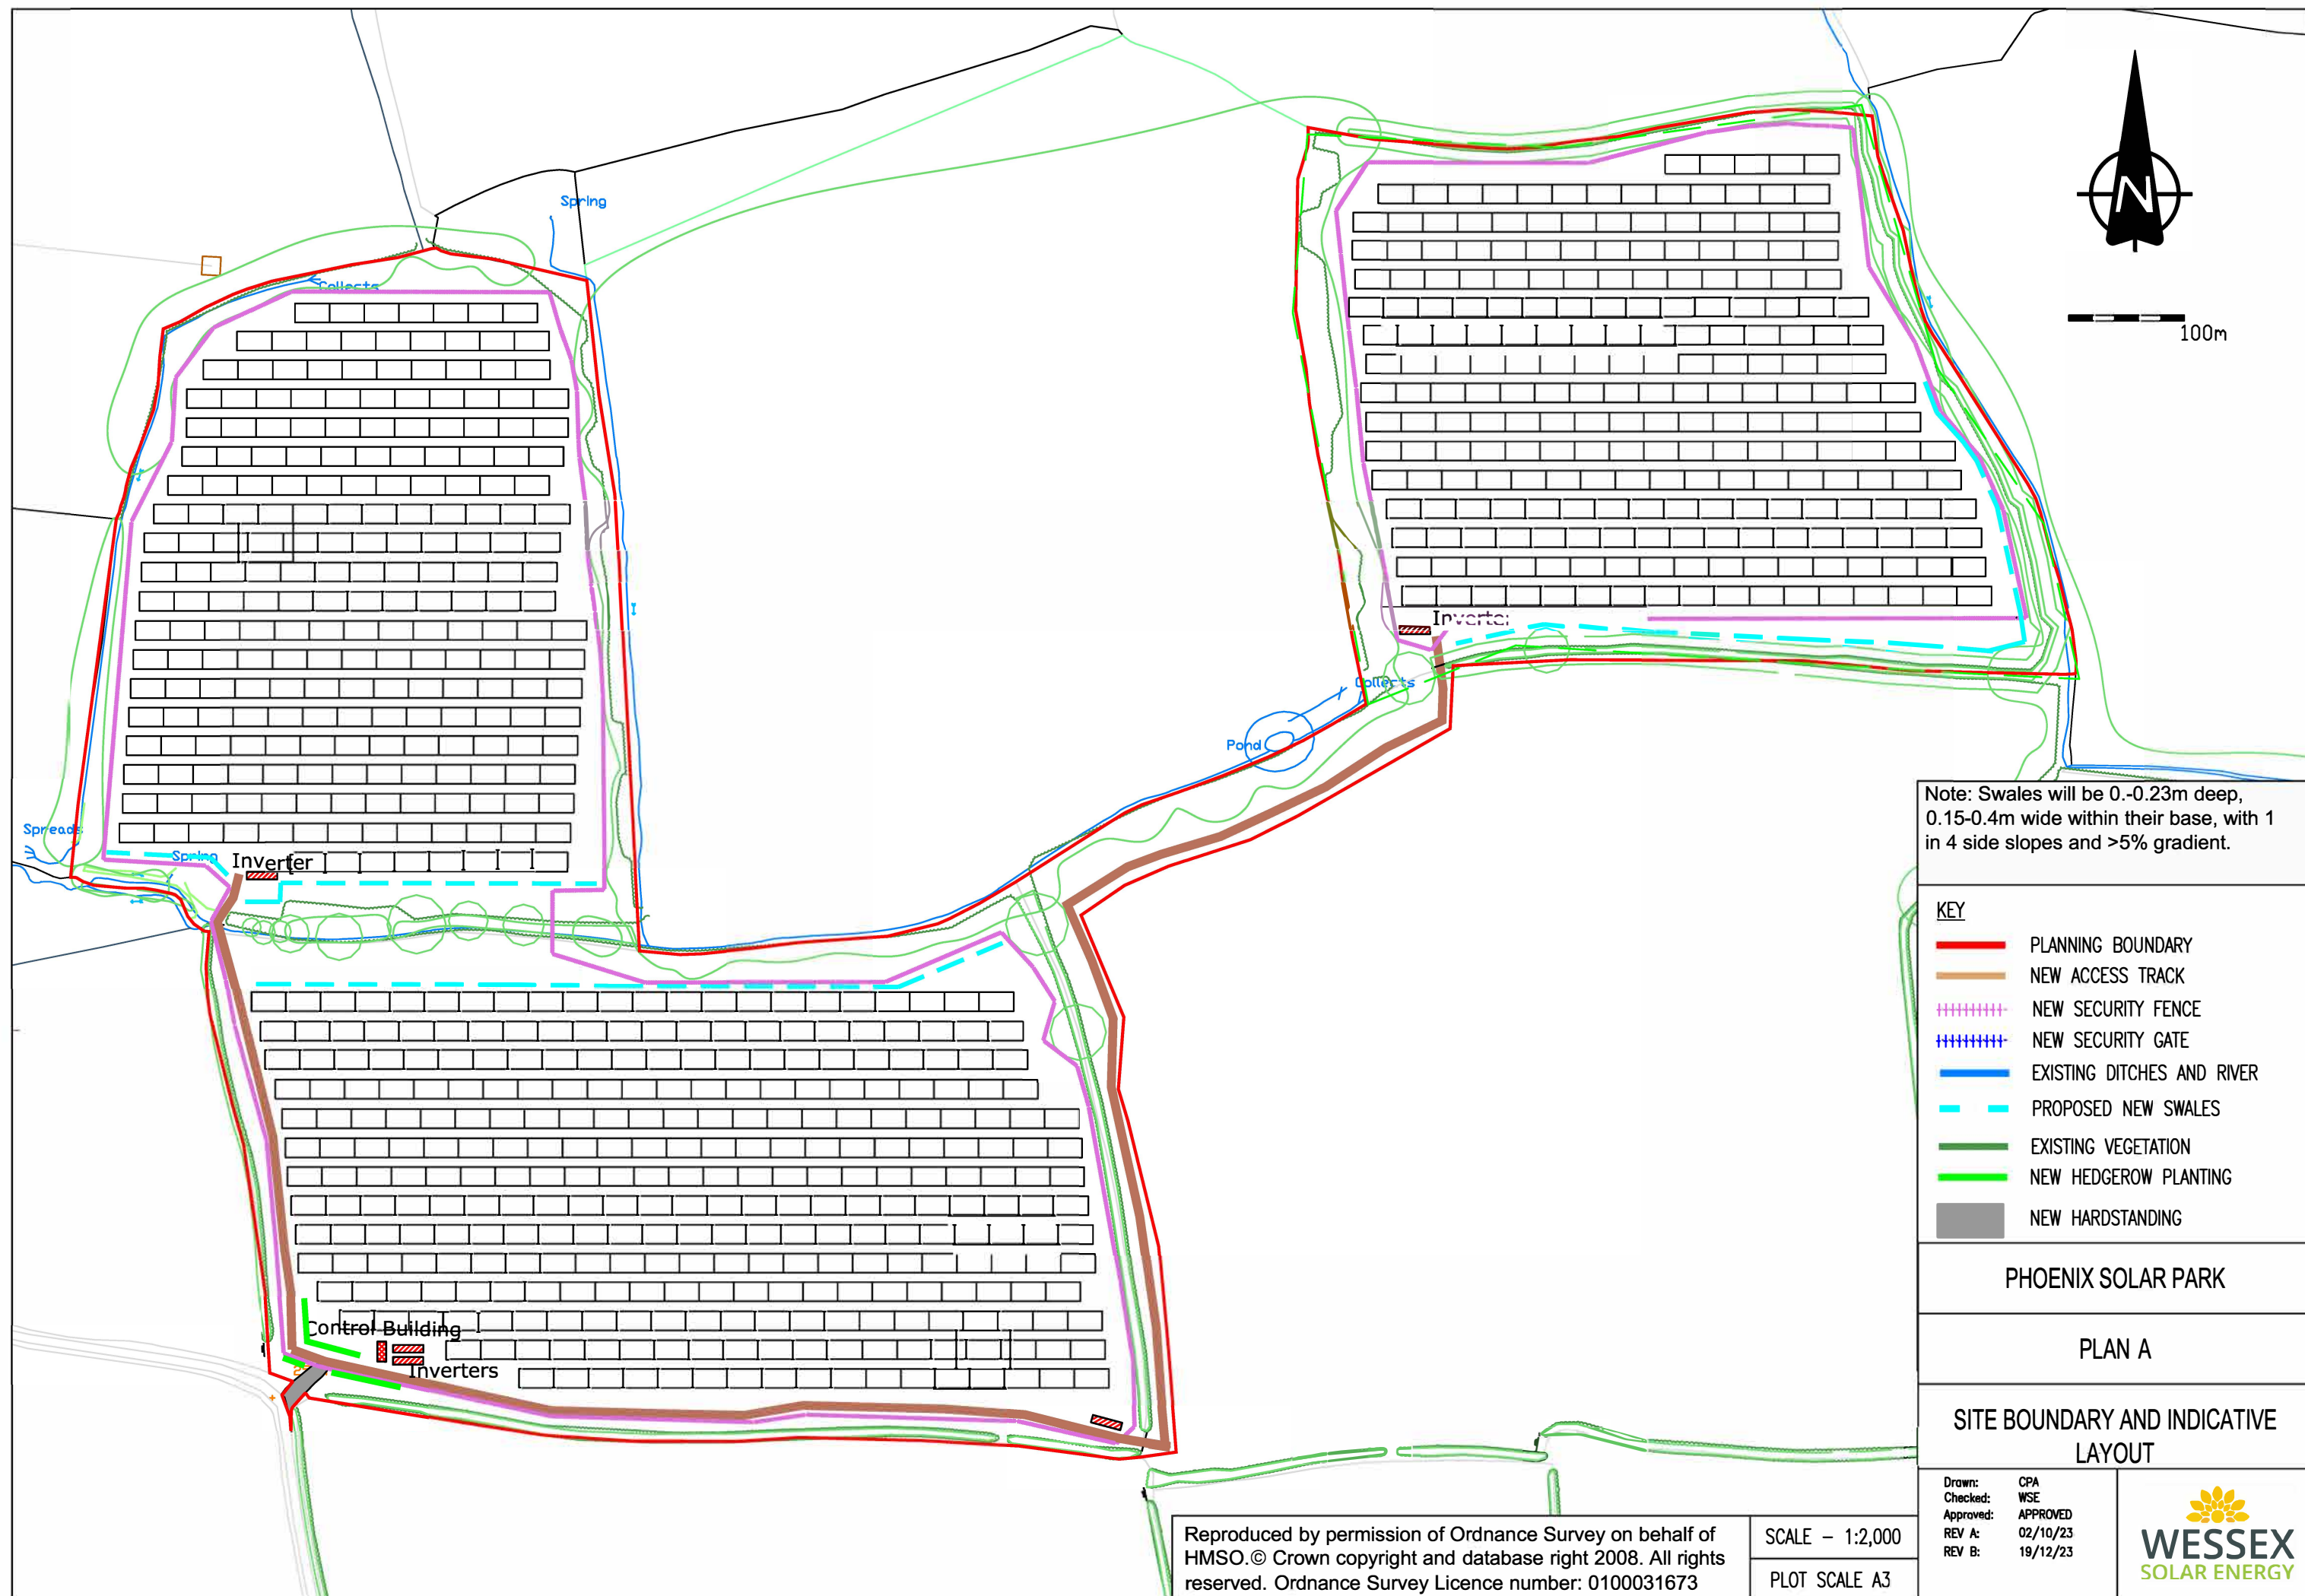 Spring
Collects
N
100m
Inverter
Collects
Pond
Spreads
Spring
Inverter
Control Building
Inverters
Note: Swales will be 0.-0.23m deep,
0.15-0.4m wide within their base, with 1
in 4 side slopes and >5% gradient.
KEY
PLANNING BOUNDARY
NEW ACCESS TRACK
NEW SECURITY FENCE
NEW SECURITY GATE
EXISTING DITCHES AND RIVER
PROPOSED NEW SWALES
EXISTING VEGETATION
NEW HEDGEROW PLANTING
NEW HARDSTANDING
PHOENIX SOLAR PARK
PLAN A
SITE BOUNDARY AND INDICATIVE
LAYOUT
Drawn: CPA
Checked: WSE
Approved: APPROVED
REV A: 02/10/23
REV B: 19/12/23
WESSEX
SOLAR ENERGY
Reproduced by permission of Ordnance Survey on behalf of
HMSO.© Crown copyright and database right 2008. All rights
reserved. Ordnance Survey Licence number: 0100031673
SCALE - 1:2,000
PLOT SCALE A3